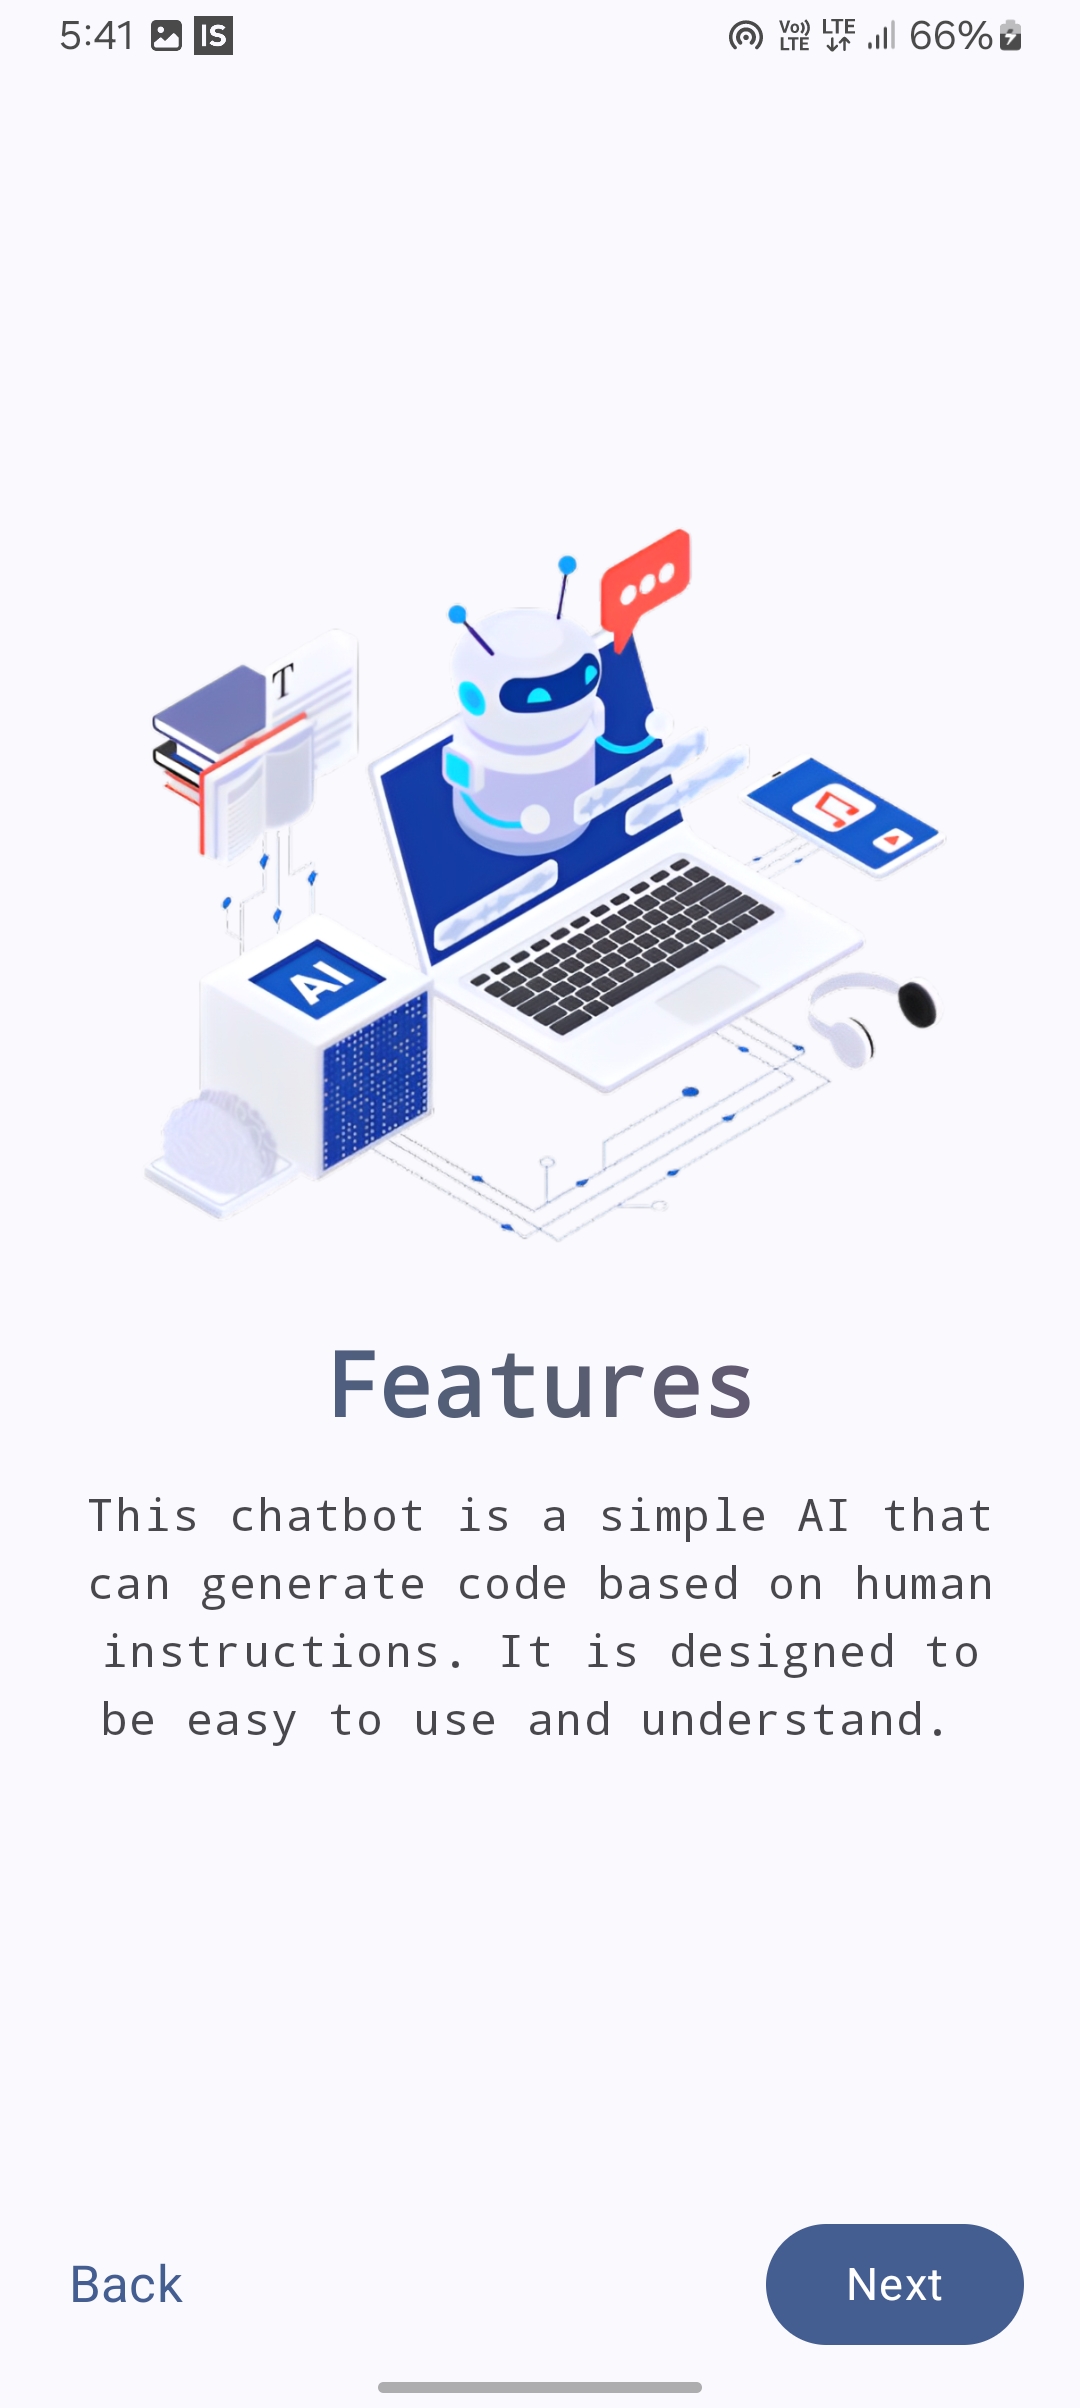 5:41 IS Vo)) LTE LTE 66%
T
AI
Features
This chatbot is a simple AI that
can generate code based on human
instructions. It is designed to
be easy to use and understand.
Back
Next